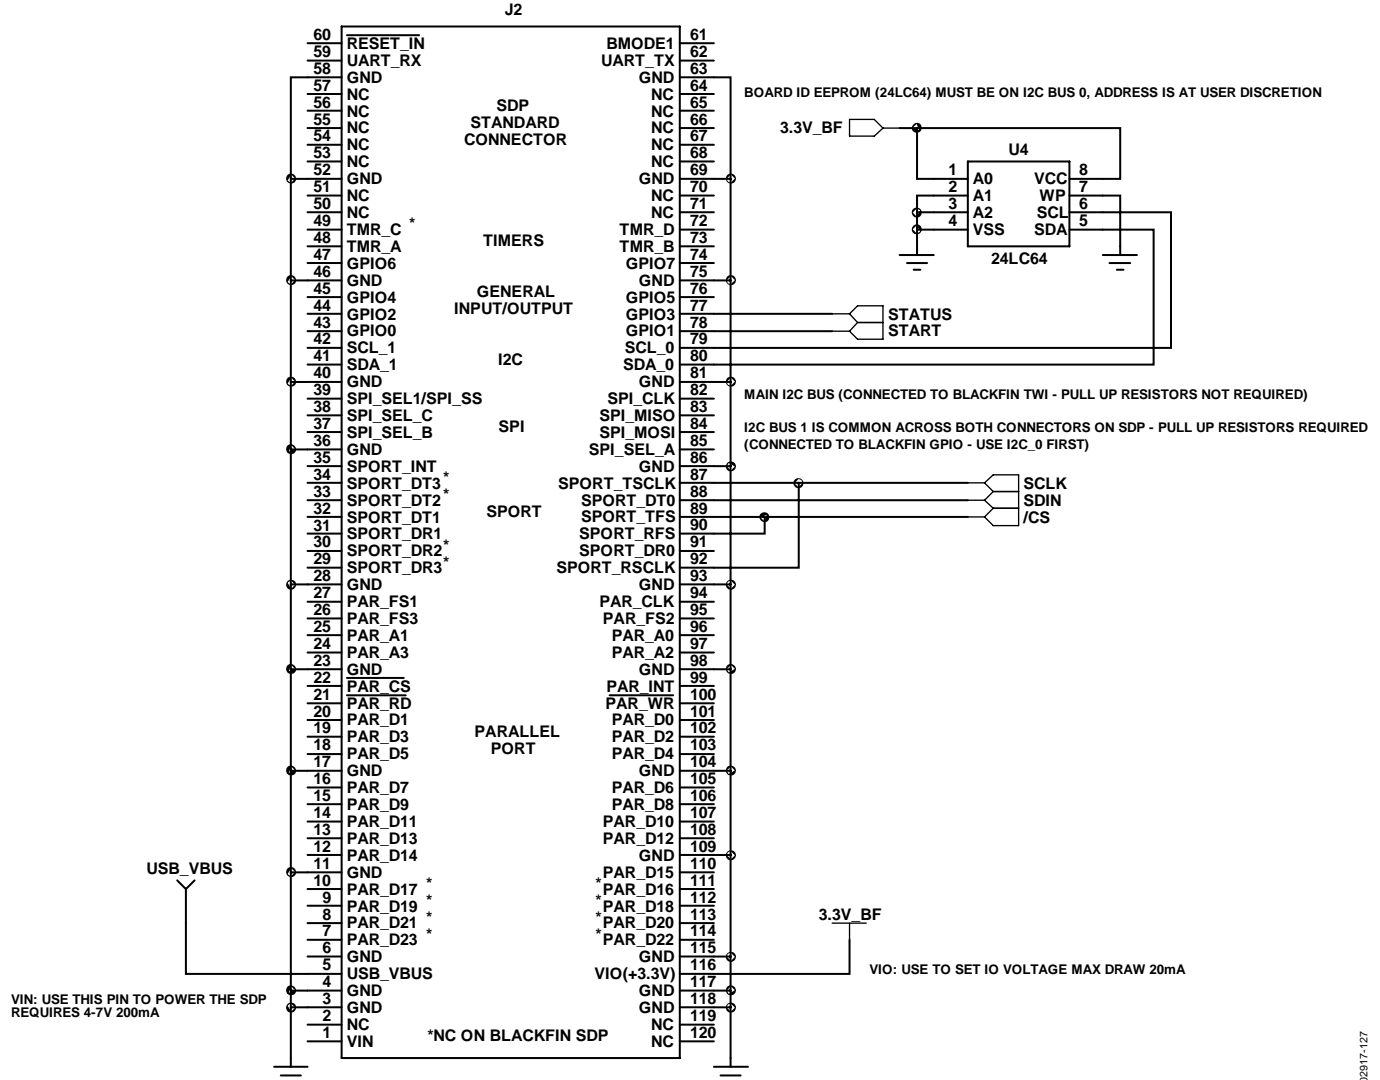 J2
60 RESET_IN BMODE1 61
59 UART_RX UART_TX 62
58 GND GND 63
57 NC NC 64
56 NC NC 65
55 NC NC 66
54 NC NC 67
53 NC NC 68
52 GND GND 69
51 NC NC 70
50 NC NC 71
49 TMR_C * TMR_D 72
48 TMR_A TMR_B 73
47 GPIO6 GPIO7 74
46 GND GND 75
45 GPIO4 GPIO5 76
44 GPIO2 GPIO3 77
43 GPIO0 GPIO1 78
42 SCL_1 SCL_0 79
41 SDA_1 SDA_0 80
40 GND GND 81
39 SPI_SEL1/SPI_SS SPI_CLK 82
38 SPI_SEL_C SPI_MISO 83
37 SPI_SEL_B SPI_MOSI 84
36 GND SPI_SEL_A 85
35 SPORT_INT GND 86
34 SPORT_DT3* SPORT_TSCLK 87
33 SPORT_DT2* SPORT_DT0 88
32 SPORT_DT1 SPORT_TFS 89
31 SPORT_DR1 SPORT_RFS 90
30 SPORT_DR2* SPORT_DR0 91
29 SPORT_DR3* SPORT_RSCLK 92
28 GND GND 93
27 PAR_FS1 PAR_CLK 94
26 PAR_FS3 PAR_FS2 95
25 PAR_A1 PAR_A0 96
24 PAR_A3 PAR_A2 97
23 GND GND 98
22 PAR_CS PAR_INT 99
21 PAR_RD PAR_WR 100
20 PAR_D1 PAR_D0 101
19 PAR_D3 PAR_D2 102
18 PAR_D5 PAR_D4 103
17 GND GND 104
16 PAR_D7 PAR_D6 105
15 PAR_D9 PAR_D8 106
14 PAR_D11 PAR_D10 107
13 PAR_D13 PAR_D12 108
12 PAR_D14 GND 109
11 GND PAR_D15 110
10 PAR_D17 * *PAR_D16 111
9 PAR_D19 * *PAR_D18 112
8 PAR_D21 * *PAR_D20 113
7 PAR_D23 * *PAR_D22 114
6 GND GND 115
5 USB_VBUS VIO(+3.3V) 116
4 GND GND 117
3 GND GND 118
2 NC NC 119
1 VIN NC 120
SDP
STANDARD
CONNECTOR
TIMERS
GENERAL
INPUT/OUTPUT
I2C
SPI
SPORT
PARALLEL
PORT
*NC ON BLACKFIN SDP
USB_VBUS
VIN: USE THIS PIN TO POWER THE SDP
REQUIRES 4-7V 200mA
BOARD ID EEPROM (24LC64) MUST BE ON I2C BUS 0, ADDRESS IS AT USER DISCRETION
3.3V_BF
U4
1 A0 VCC 8
2 A1 WP 7
3 A2 SCL 6
4 VSS SDA 5
24LC64
STATUS
START
MAIN I2C BUS (CONNECTED TO BLACKFIN TWI - PULL UP RESISTORS NOT REQUIRED)
I2C BUS 1 IS COMMON ACROSS BOTH CONNECTORS ON SDP - PULL UP RESISTORS REQUIRED
(CONNECTED TO BLACKFIN GPIO - USE I2C_0 FIRST)
SCLK
SDIN
/CS
3.3V_BF
VIO: USE TO SET IO VOLTAGE MAX DRAW 20mA
02917-127